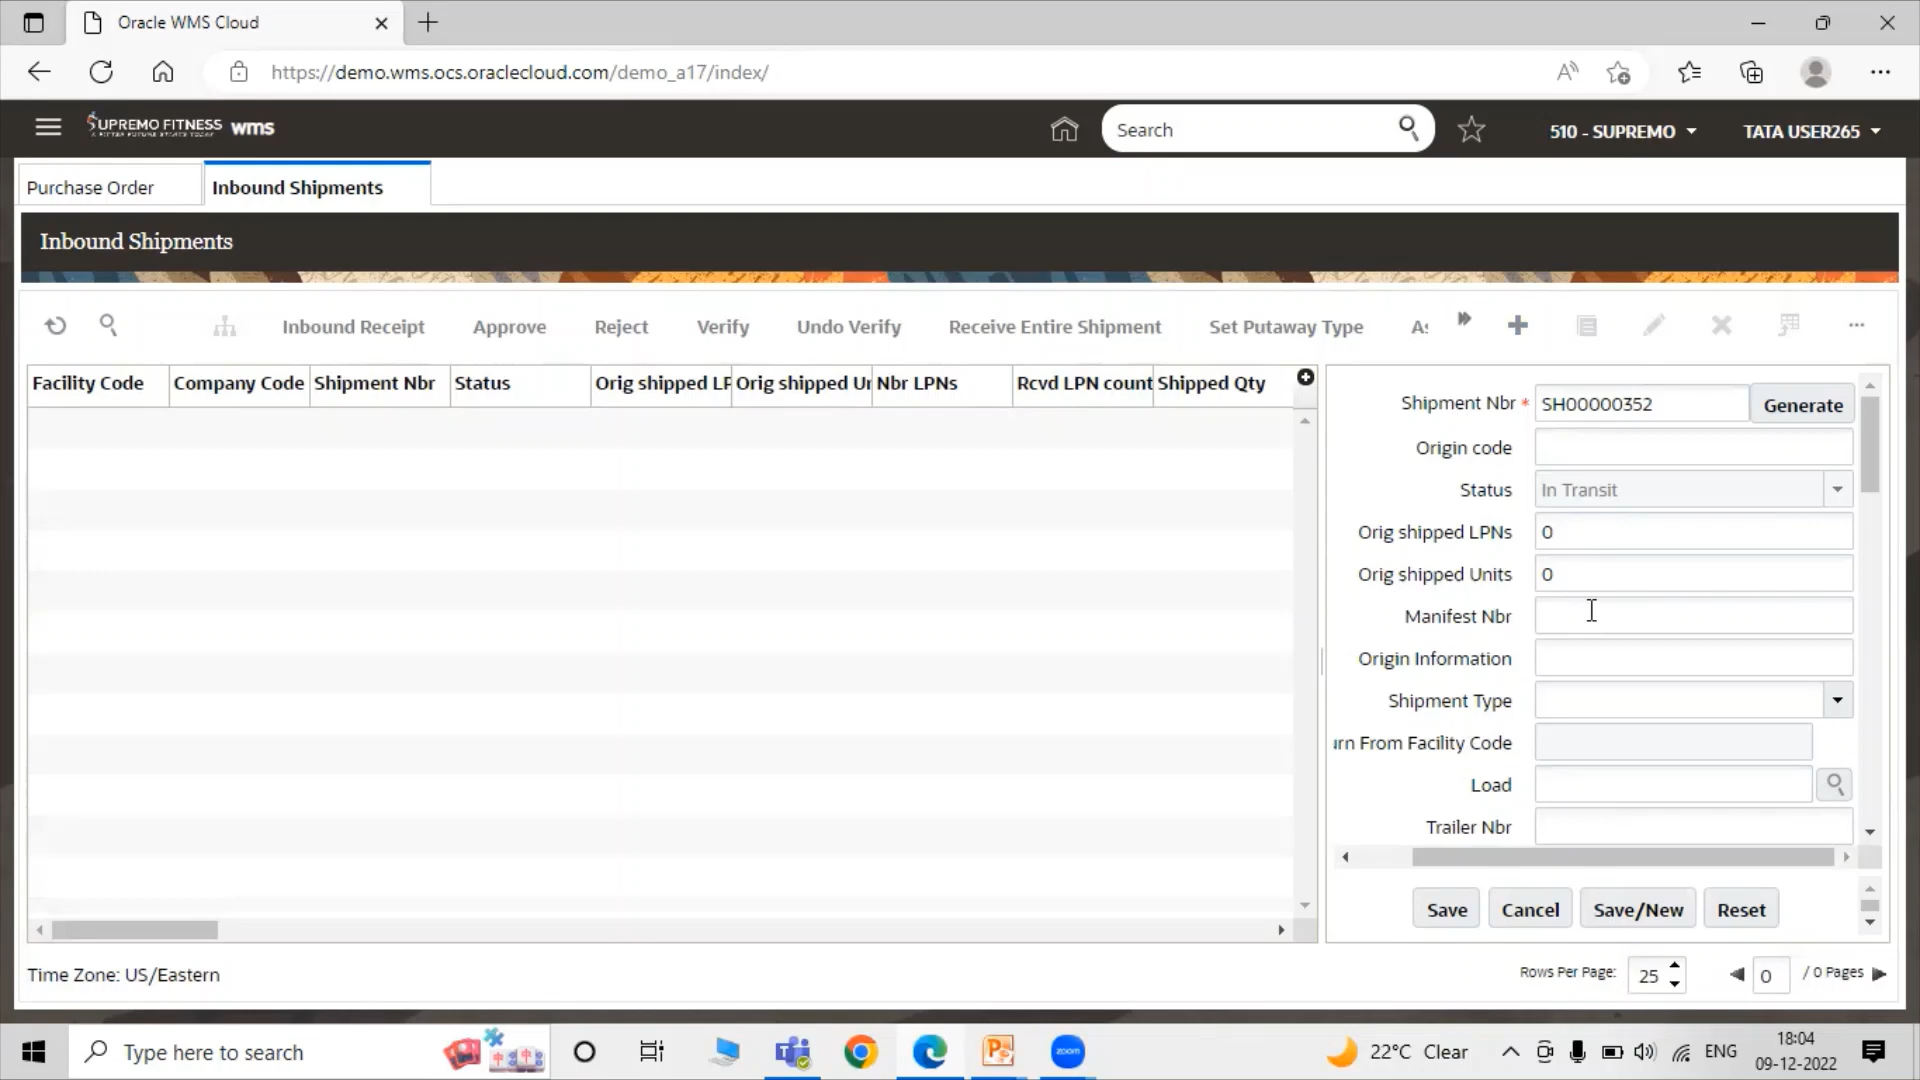 Oracle WMS Cloud
https://demo.wms.ocs.oraclecloud.com/demo_a17/index/
SUPREMO FITNESS wms
Search
510 - SUPREMO
TATA USER265
Purchase Order
Inbound Shipments
Inbound Shipments
Inbound Receipt
Approve
Reject
Verify
Undo Verify
Receive Entire Shipment
Set Putaway Type
As
Facility Code
Company Code
Shipment Nbr
Status
Orig shipped LP
Orig shipped Un
Nbr LPNs
Rcvd LPN count
Shipped Qty
Shipment Nbr * SH00000352 Generate
Origin code
Status In Transit
Orig shipped LPNs 0
Orig shipped Units 0
Manifest Nbr
Origin Information
Shipment Type
urn From Facility Code
Load
Trailer Nbr
Save
Cancel
Save/New
Reset
Time Zone: US/Eastern
Rows Per Page: 25
0 / 0 Pages
Type here to search
zoom
22°C Clear
ENG
18:04
09-12-2022